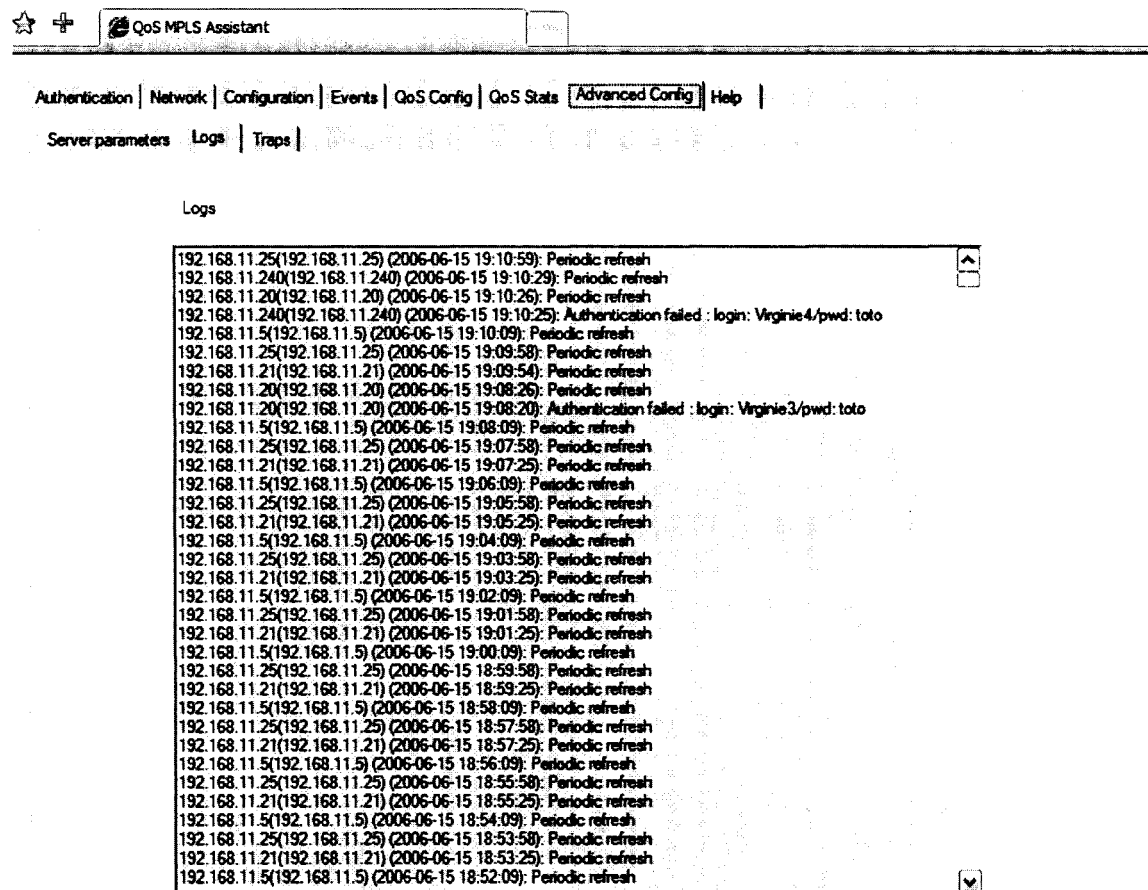 QoS MPLS Assistant
Authentication | Network | Configuration | Events | QoS Config | QoS Stats | Advanced Config | Help |
Server parameters Logs | Traps |
Logs
192.168.11.25(192.168.11.25) (2006-06-15 19:10:59): Periodic refresh
192.168.11.240(192.168.11.240) (2006-06-15 19:10:29): Periodic refresh
192.168.11.20(192.168.11.20) (2006-06-15 19:10:26): Periodic refresh
192.168.11.240(192.168.11.240) (2006-06-15 19:10:25): Authentication failed : login: Virginie4/pwd: toto
192.168.11.5(192.168.11.5) (2006-06-15 19:10:09): Periodic refresh
192.168.11.25(192.168.11.25) (2006-06-15 19:09:58): Periodic refresh
192.168.11.21(192.168.11.21) (2006-06-15 19:09:54): Periodic refresh
192.168.11.20(192.168.11.20) (2006-06-15 19:08:26): Periodic refresh
192.168.11.20(192.168.11.20) (2006-06-15 19:08:20): Authentication failed : login: Virginie3/pwd: toto
192.168.11.5(192.168.11.5) (2006-06-15 19:08:09): Periodic refresh
192.168.11.25(192.168.11.25) (2006-06-15 19:07:58): Periodic refresh
192.168.11.21(192.168.11.21) (2006-06-15 19:07:25): Periodic refresh
192.168.11.5(192.168.11.5) (2006-06-15 19:06:09): Periodic refresh
192.168.11.25(192.168.11.25) (2006-06-15 19:05:58): Periodic refresh
192.168.11.21(192.168.11.21) (2006-06-15 19:05:25): Periodic refresh
192.168.11.5(192.168.11.5) (2006-06-15 19:04:09): Periodic refresh
192.168.11.25(192.168.11.25) (2006-06-15 19:03:58): Periodic refresh
192.168.11.21(192.168.11.21) (2006-06-15 19:03:25): Periodic refresh
192.168.11.5(192.168.11.5) (2006-06-15 19:02:09): Periodic refresh
192.168.11.25(192.168.11.25) (2006-06-15 19:01:58): Periodic refresh
192.168.11.21(192.168.11.21) (2006-06-15 19:01:25): Periodic refresh
192.168.11.5(192.168.11.5) (2006-06-15 19:00:09): Periodic refresh
192.168.11.25(192.168.11.25) (2006-06-15 18:59:58): Periodic refresh
192.168.11.21(192.168.11.21) (2006-06-15 18:59:25): Periodic refresh
192.168.11.5(192.168.11.5) (2006-06-15 18:58:09): Periodic refresh
192.168.11.25(192.168.11.25) (2006-06-15 18:57:58): Periodic refresh
192.168.11.21(192.168.11.21) (2006-06-15 18:57:25): Periodic refresh
192.168.11.5(192.168.11.5) (2006-06-15 18:56:09): Periodic refresh
192.168.11.25(192.168.11.25) (2006-06-15 18:55:58): Periodic refresh
192.168.11.21(192.168.11.21) (2006-06-15 18:55:25): Periodic refresh
192.168.11.5(192.168.11.5) (2006-06-15 18:54:09): Periodic refresh
192.168.11.25(192.168.11.25) (2006-06-15 18:53:58): Periodic refresh
192.168.11.21(192.168.11.21) (2006-06-15 18:53:25): Periodic refresh
192.168.11.5(192.168.11.5) (2006-06-15 18:52:09): Periodic refresh